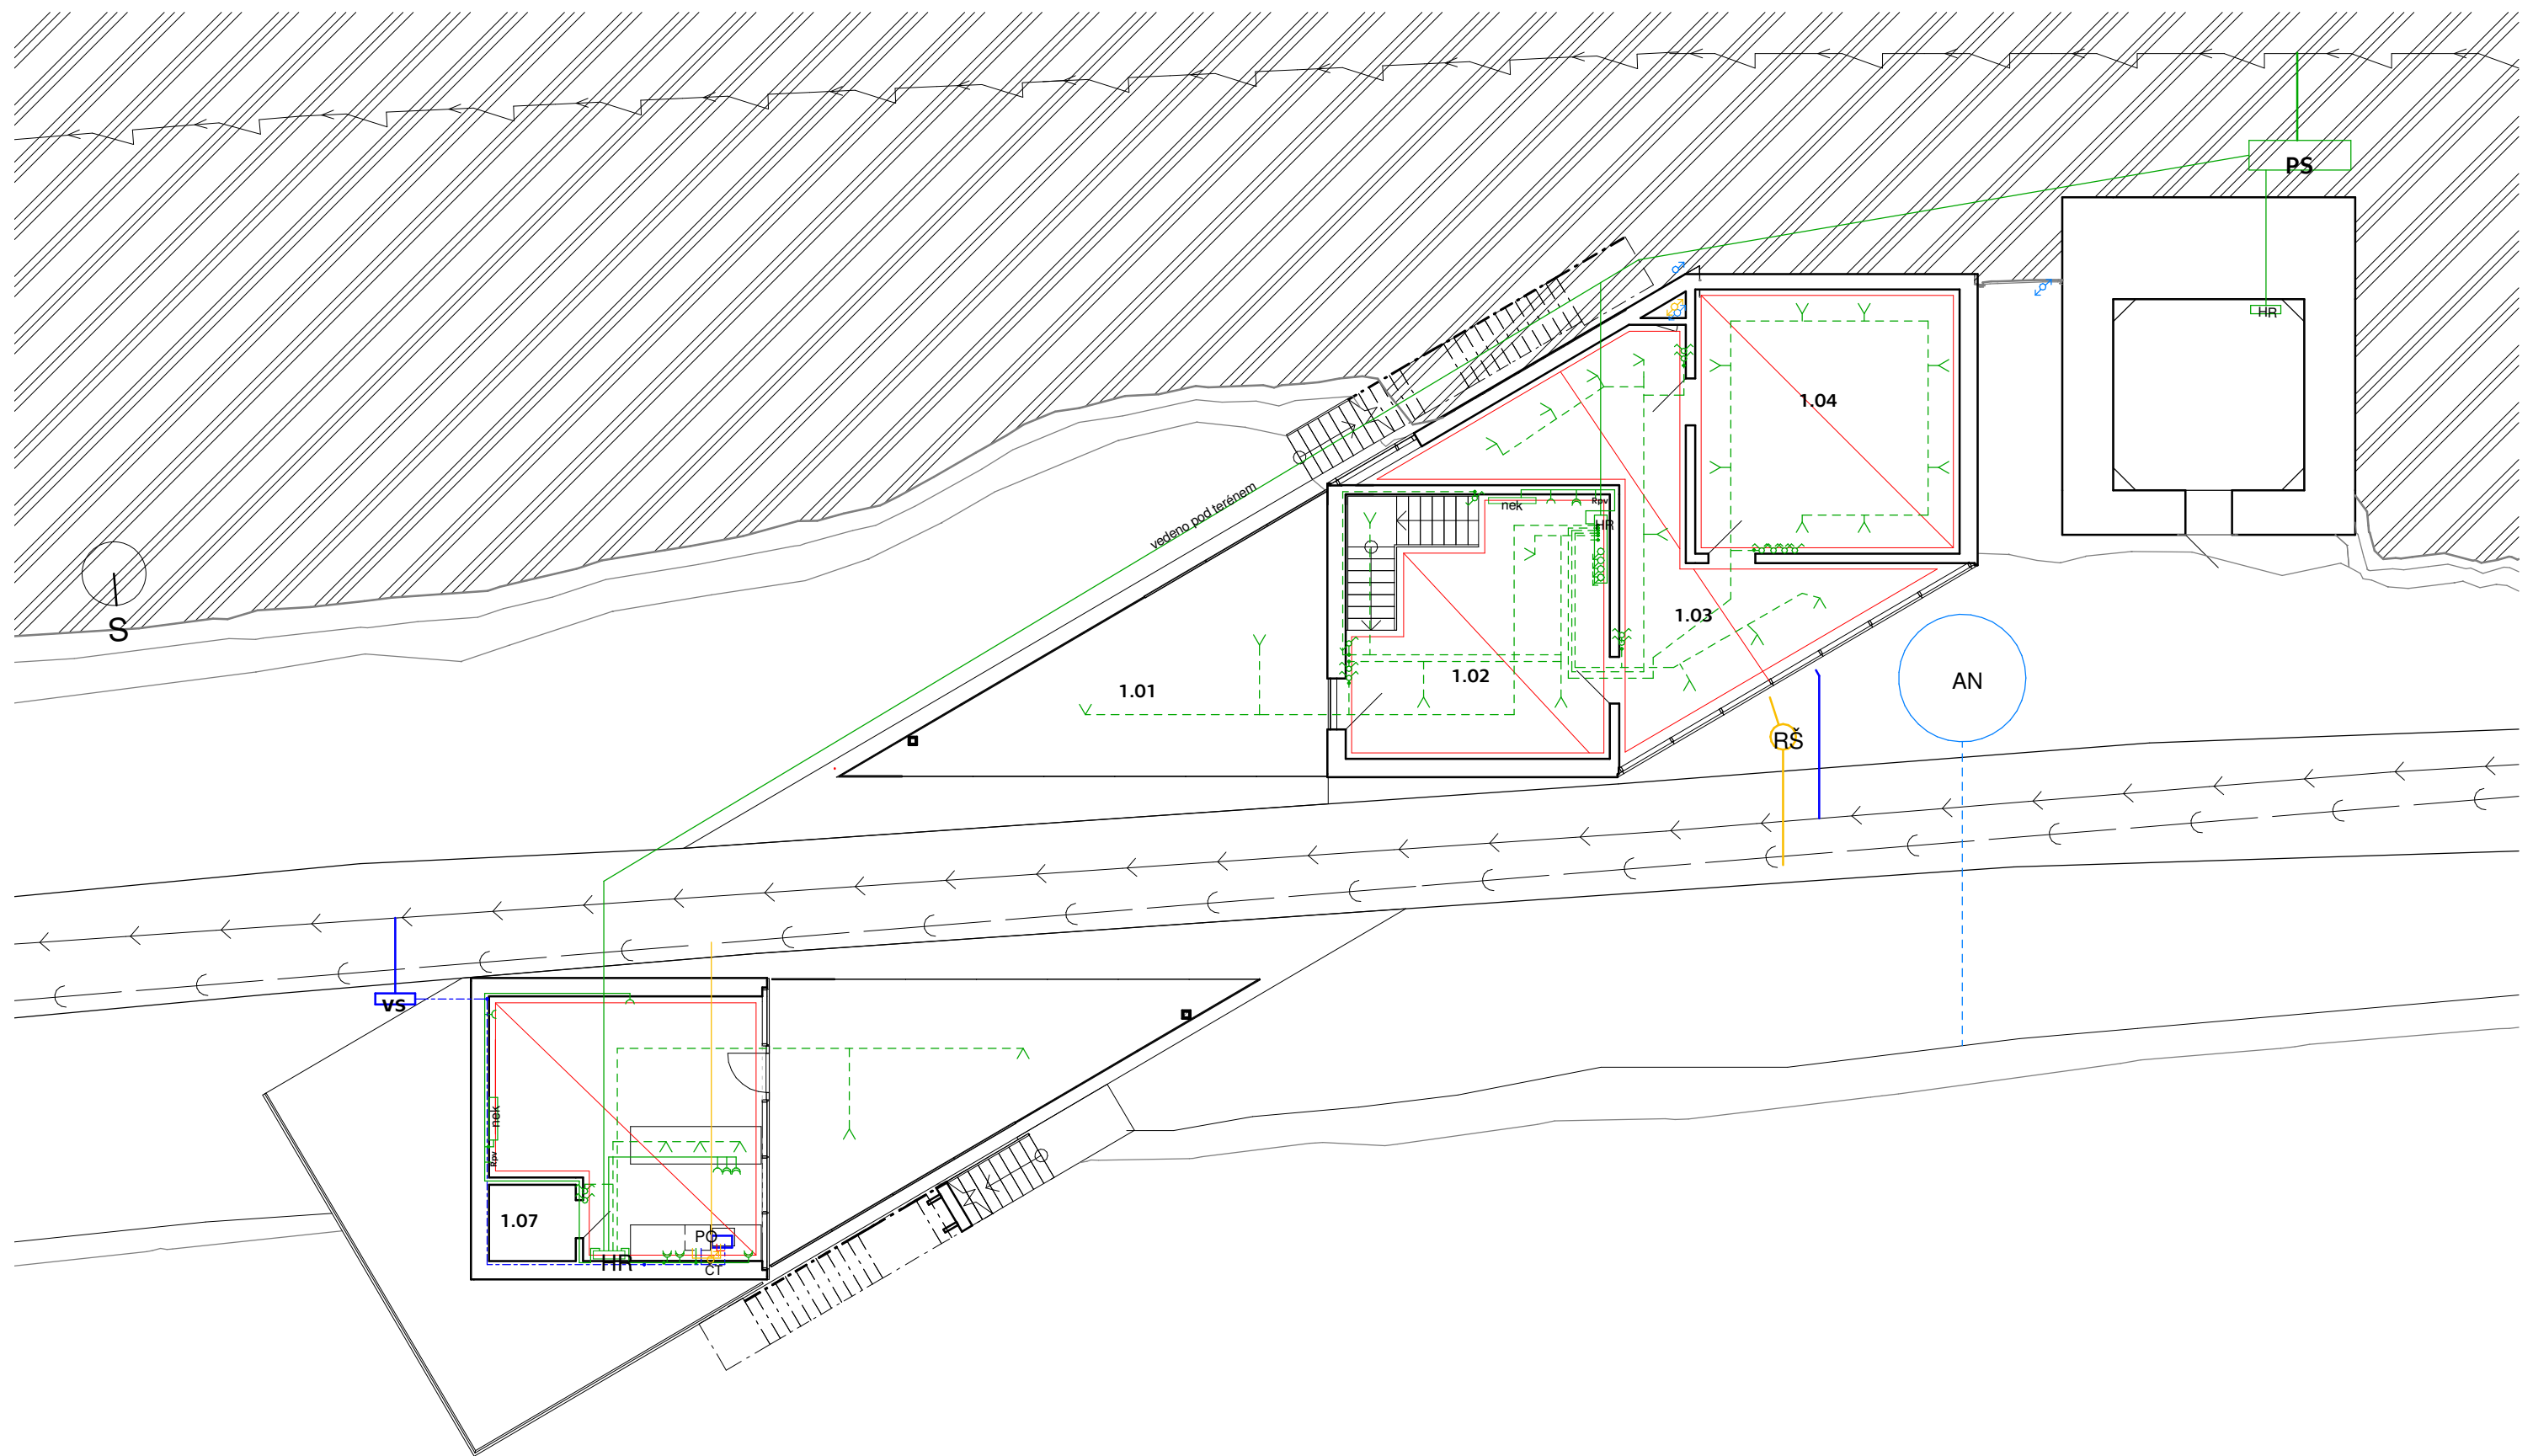 PS
HR
1.04
vedeno pod terénem
nek
Rpv
HR
S
1.03
1.02
1.01
AN
RŠ
vs
nek
Rpv
1.07
PO
HR
ČT